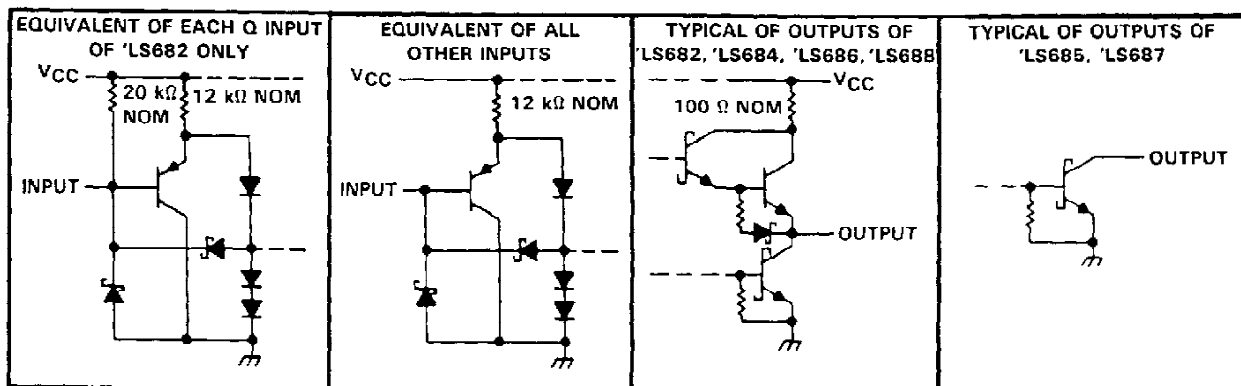 EQUIVALENT OF EACH Q INPUT
OF 'LS682 ONLY
VCC
20 kΩ
NOM
12 kΩ NOM
INPUT
EQUIVALENT OF ALL
OTHER INPUTS
VCC
12 kΩ NOM
INPUT
TYPICAL OF OUTPUTS OF
'LS682, 'LS684, 'LS686, 'LS688
VCC
100 Ω NOM
OUTPUT
TYPICAL OF OUTPUTS OF
'LS685, 'LS687
OUTPUT